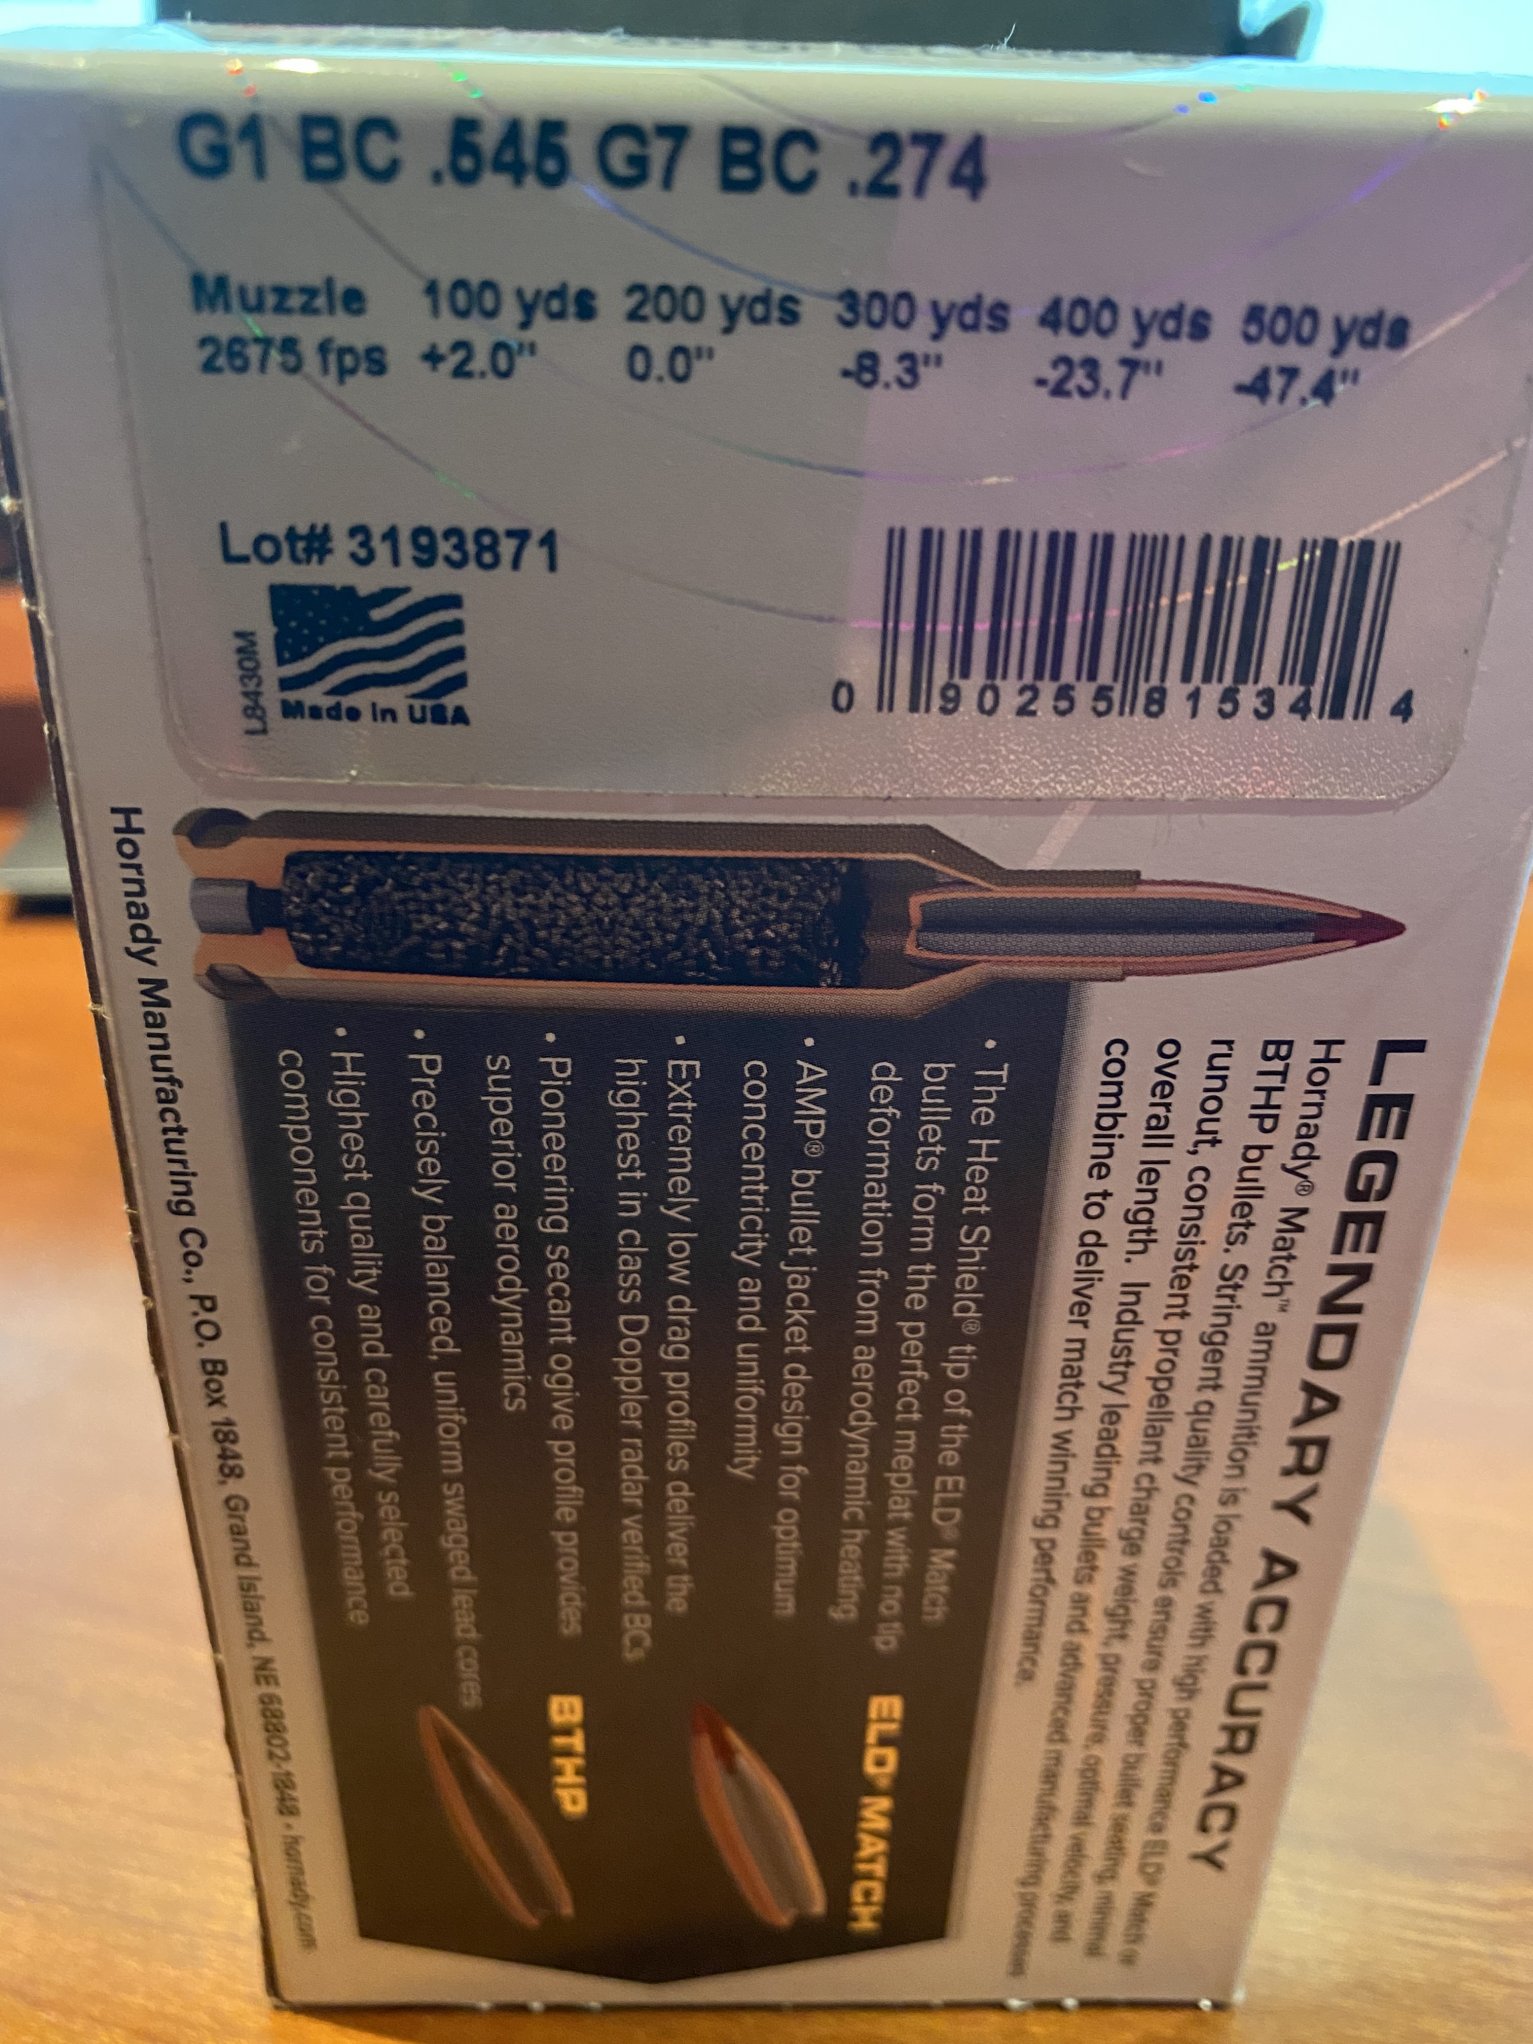 G1 BC .545 G7 BC .274
Muzzle 100 yds 200 yds 300 yds 400 yds 500 yds
2675 fps +2.0" 0.0" -8.3" -23.7" -47.4"
Lot# 3193871
L8430M
Made in USA
0 90255 81534 4
LEGENDARY ACCURACY
Hornady® Match™ ammunition is loaded with high performance ELD® Match or
BTHP bullets. Stringent quality controls ensure proper bullet seating, minimal
runout, consistent propellant charge weight, pressure, optimal velocity, and
overall length. Industry leading bullets and advanced manufacturing processes
combine to deliver match winning performance.
• The Heat Shield® tip of the ELD® Match
bullets form the perfect meplat with no tip
deformation from aerodynamic heating
• AMP® bullet jacket design for optimum
concentricity and uniformity
• Extremely low drag profiles deliver the
highest in class Doppler radar verified BCs
• Pioneering secant ogive profile provides
superior aerodynamics
• Precisely balanced, uniform swaged lead cores
• Highest quality and carefully selected
components for consistent performance
ELD® MATCH
BTHP
Hornady Manufacturing Co., P.O. Box 1848, Grand Island, NE 68802-1848 • hornady.com